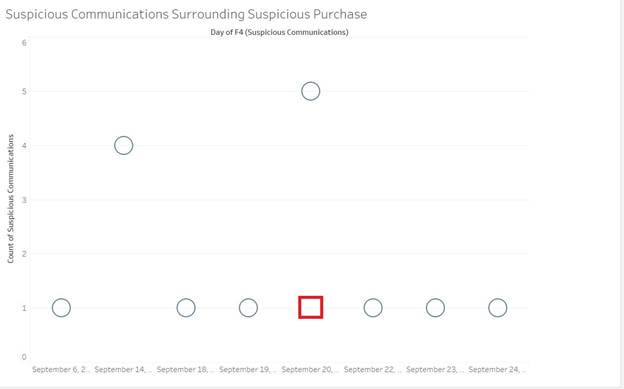 Suspicious Communications Surrounding Suspicious Purchase
Day of F4 (Suspicious Communications)
Count of Suspicious Communications
6
5
4
3
2
1
0
September 6, 2.. September 14, .. September 18, .. September 19, .. September 20, .. September 22, .. September 23, .. September 24, ..